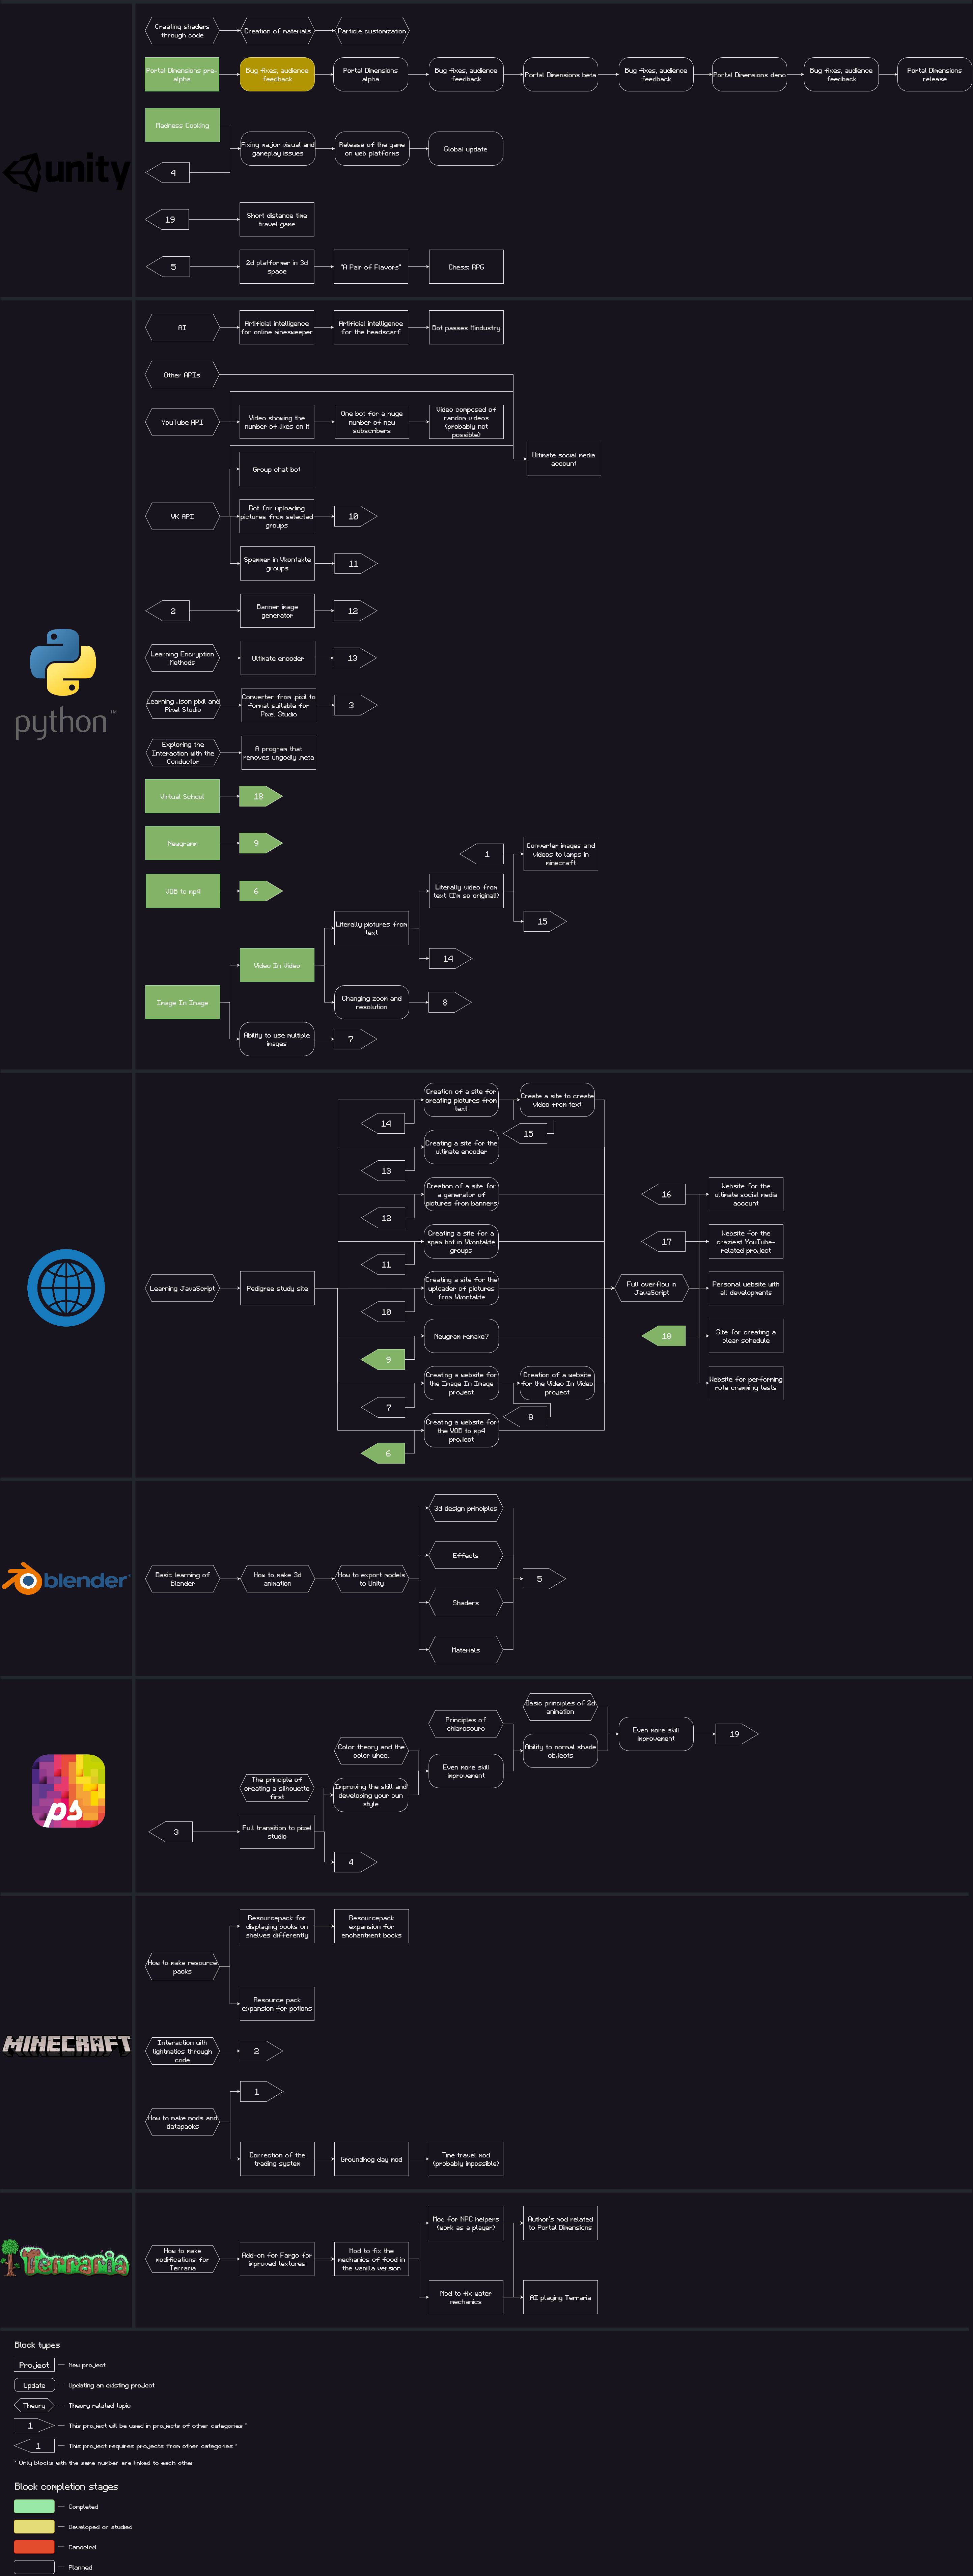 Creating shaders
through code
Creation of materials
Particle customization
Portal Dimensions pre-
alpha
Bug fixes, audience
feedback
Portal Dimensions
alpha
Bug fixes, audience
feedback
Portal Dimensions beta
Bug fixes, audience
feedback
Portal Dimensions demo
Bug fixes, audience
feedback
Portal Dimensions
release
Madness Cooking
4
Fixing major visual and
gameplay issues
Release of the game
on web platforms
Global update
unity
19
Short distance time
travel game
5
2d platformer in 3d
space
"A Pair of Flavors"
Chess: RPG
AI
Artificial intelligence
for online minesweeper
Artificial intelligence
for the headscarf
Bot passes Mindustry
Other APIs
YouTube API
Video showing the
number of likes on it
One bot for a huge
number of new
subscribers
Video composed of
random videos
(probably not
possible)
Ultimate social media
account
Group chat bot
VK API
Bot for uploading
pictures from selected
groups
10
Spammer in Vkontakte
groups
11
2
Banner image
generator
12
Learning Encryption
Methods
Ultimate encoder
13
python
TM
Learning .json pixil and
Pixel Studio
Converter from .pixil to
format suitable for
Pixel Studio
3
Exploring the
Interaction with the
Conductor
A program that
removes ungodly .meta
Virtual School
18
Newgramn
9
VOB to mp4
6
1
Converter images and
videos to lamps in
minecraft
Literally video from
text (I'm so original!)
15
Literally pictures from
text
14
Video In Video
Changing zoom and
resolution
8
Image In Image
Ability to use multiple
images
7
Creation of a site for
creating pictures from
text
Create a site to create
video from text
14
15
Creating a site for the
ultimate encoder
13
Creation of a site for
a generator of
pictures from banners
12
Creating a site for a
spam bot in Vkontakte
groups
11
Learning JavaScript
Pedigree study site
Creating a site for the
uploader of pictures
from Vkontakte
10
Newgram remake?
9
Creating a website for
the Image In Image
project
Creation of a website
for the Video In Video
project
7
8
Creating a website for
the VOB to mp4
project
6
Full overflow in
JavaScript
16
Website for the
ultimate social media
account
17
Website for the
craziest YouTube-
related project
Personal website with
all developments
18
Site for creating a
clear schedule
Website for performing
rote cramming tests
blender
Basic learning of
Blender
How to make 3d
animation
How to export models
to Unity
3d design principles
Effects
Shaders
Materials
5
ps
3
Full transition to pixel
studio
The principle of
creating a silhouette
first
4
Color theory and the
color wheel
Improving the skill and
developing your own
style
Principles of
chiaroscuro
Even more skill
improvement
Basic principles of 2d
animation
Ability to normal shade
objects
Even more skill
improvement
19
MINECRAFT
How to make resource
packs
Resourcepack for
displaying books on
shelves differently
Resourcepack
expansion for
enchantment books
Resource pack
expansion for potions
Interaction with
lightmatics through
code
2
How to make mods and
datapacks
1
Correction of the
trading system
Groundhog day mod
Time travel mod
(probably impossible)
Terraria
How to make
modifications for
Terraria
Add-on for Fargo for
improved textures
Mod to fix the
mechanics of food in
the vanilla version
Mod for NPC helpers
(work as a player)
Author's mod related
to Portal Dimensions
Mod to fix water
mechanics
AI playing Terraria
Block types
Project — New project
Update — Updating an existing project
Theory — Theory related topic
1 — This project will be used in projects of other categories *
1 — This project requires projects from other categories *
* Only blocks with the same number are linked to each other
Block completion stages
— Completed
— Developed or studied
— Canceled
— Planned